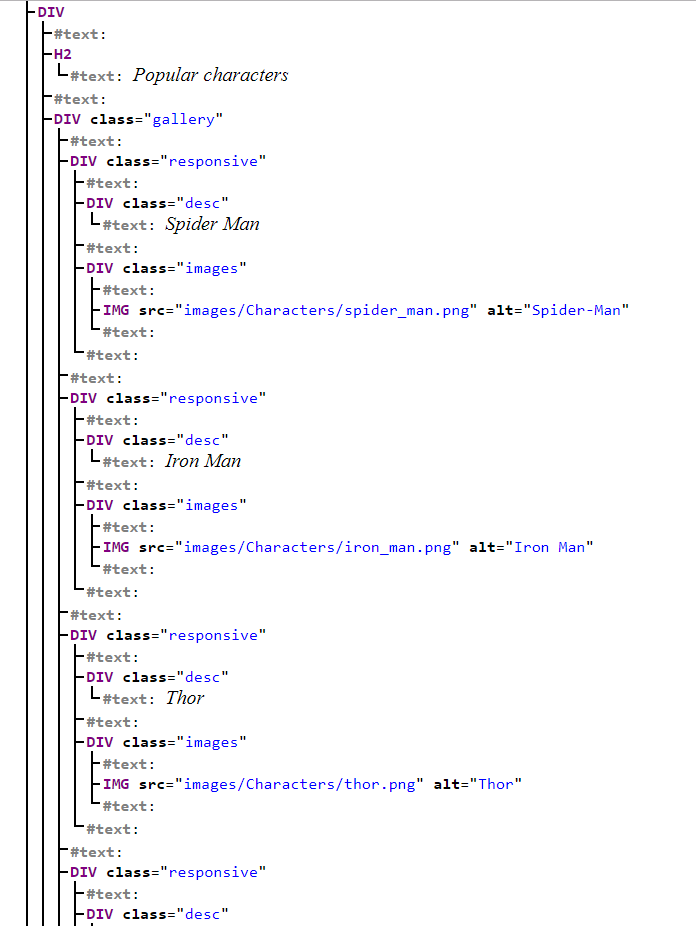 DIV
#text:
H2
#text: Popular characters
#text:
DIV class="gallery"
#text:
DIV class="responsive"
#text:
DIV class="desc"
#text: Spider Man
#text:
DIV class="images"
#text:
IMG src="images/Characters/spider_man.png" alt="Spider-Man"
#text:
#text:
#text:
DIV class="responsive"
#text:
DIV class="desc"
#text: Iron Man
#text:
DIV class="images"
#text:
IMG src="images/Characters/iron_man.png" alt="Iron Man"
#text:
#text:
#text:
DIV class="responsive"
#text:
DIV class="desc"
#text: Thor
#text:
DIV class="images"
#text:
IMG src="images/Characters/thor.png" alt="Thor"
#text:
#text:
#text:
DIV class="responsive"
#text:
DIV class="desc"